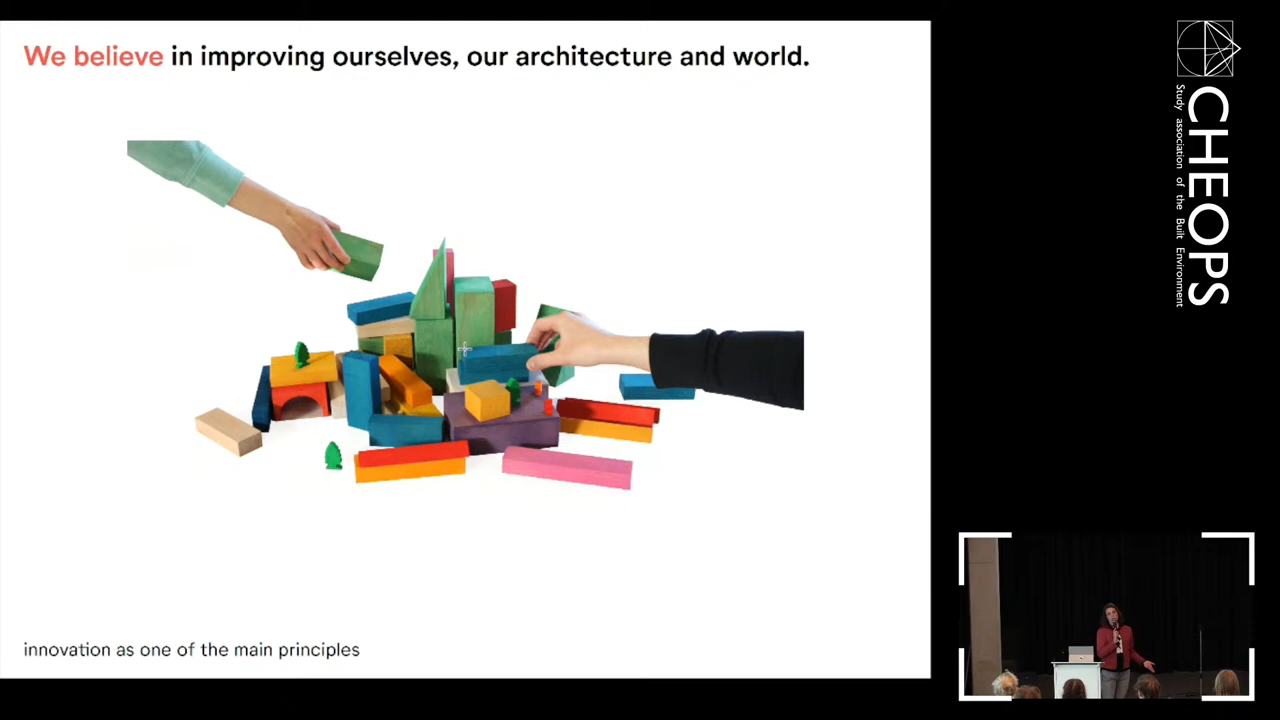 We believe in improving ourselves, our architecture and world.
innovation as one of the main principles
CHEOPS
Study association of the Built Environment